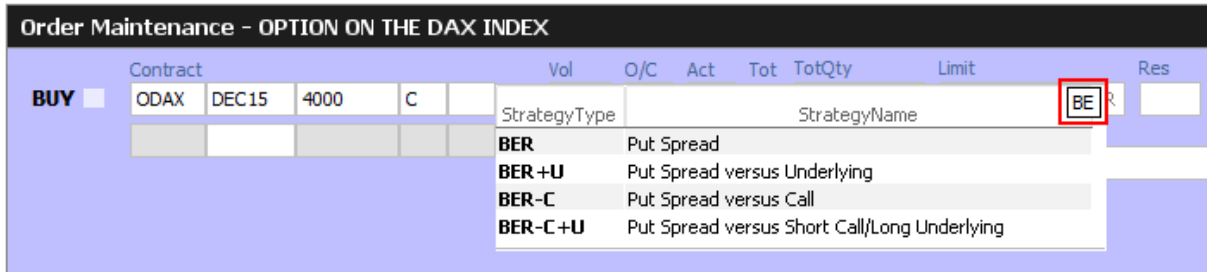 Order Maintenance - OPTION ON THE DAX INDEX
Contract Vol O/C Act Tot TotQty Limit Res
BUY ODAX DEC15 4000 C BE R
StrategyType StrategyName
BER Put Spread
BER+U Put Spread versus Underlying
BER-C Put Spread versus Call
BER-C+U Put Spread versus Short Call/Long Underlying